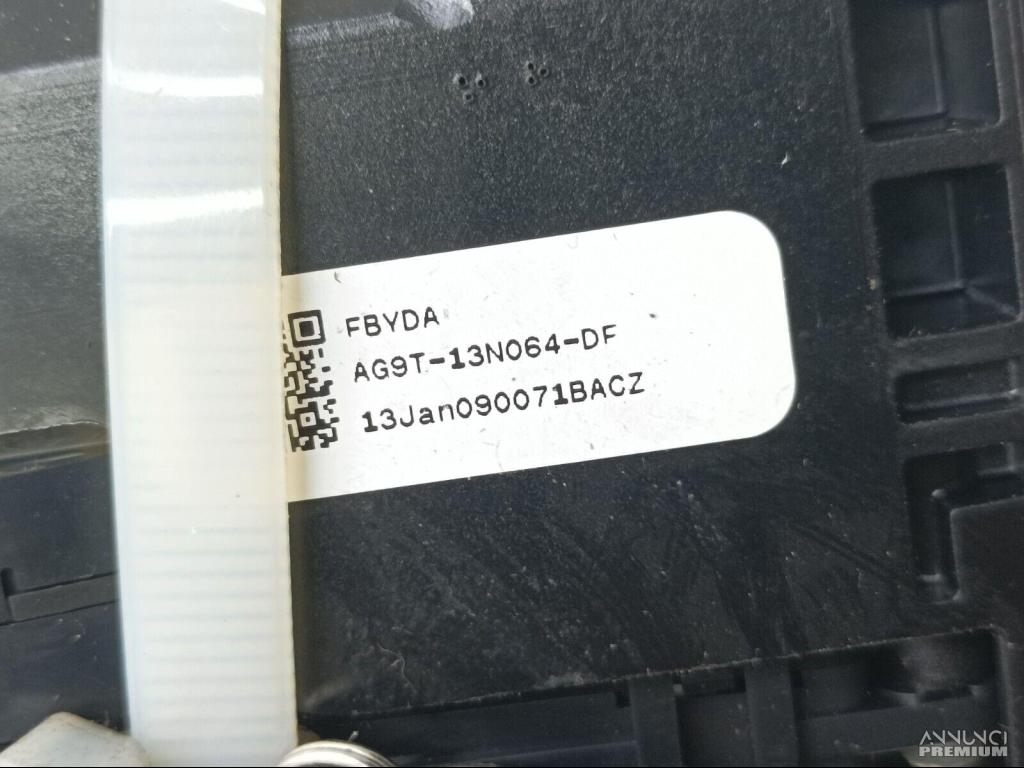 FBYDA
AG9T-13N064-DF
13Jan090071BACZ
ANNUNCI
PREMIUM